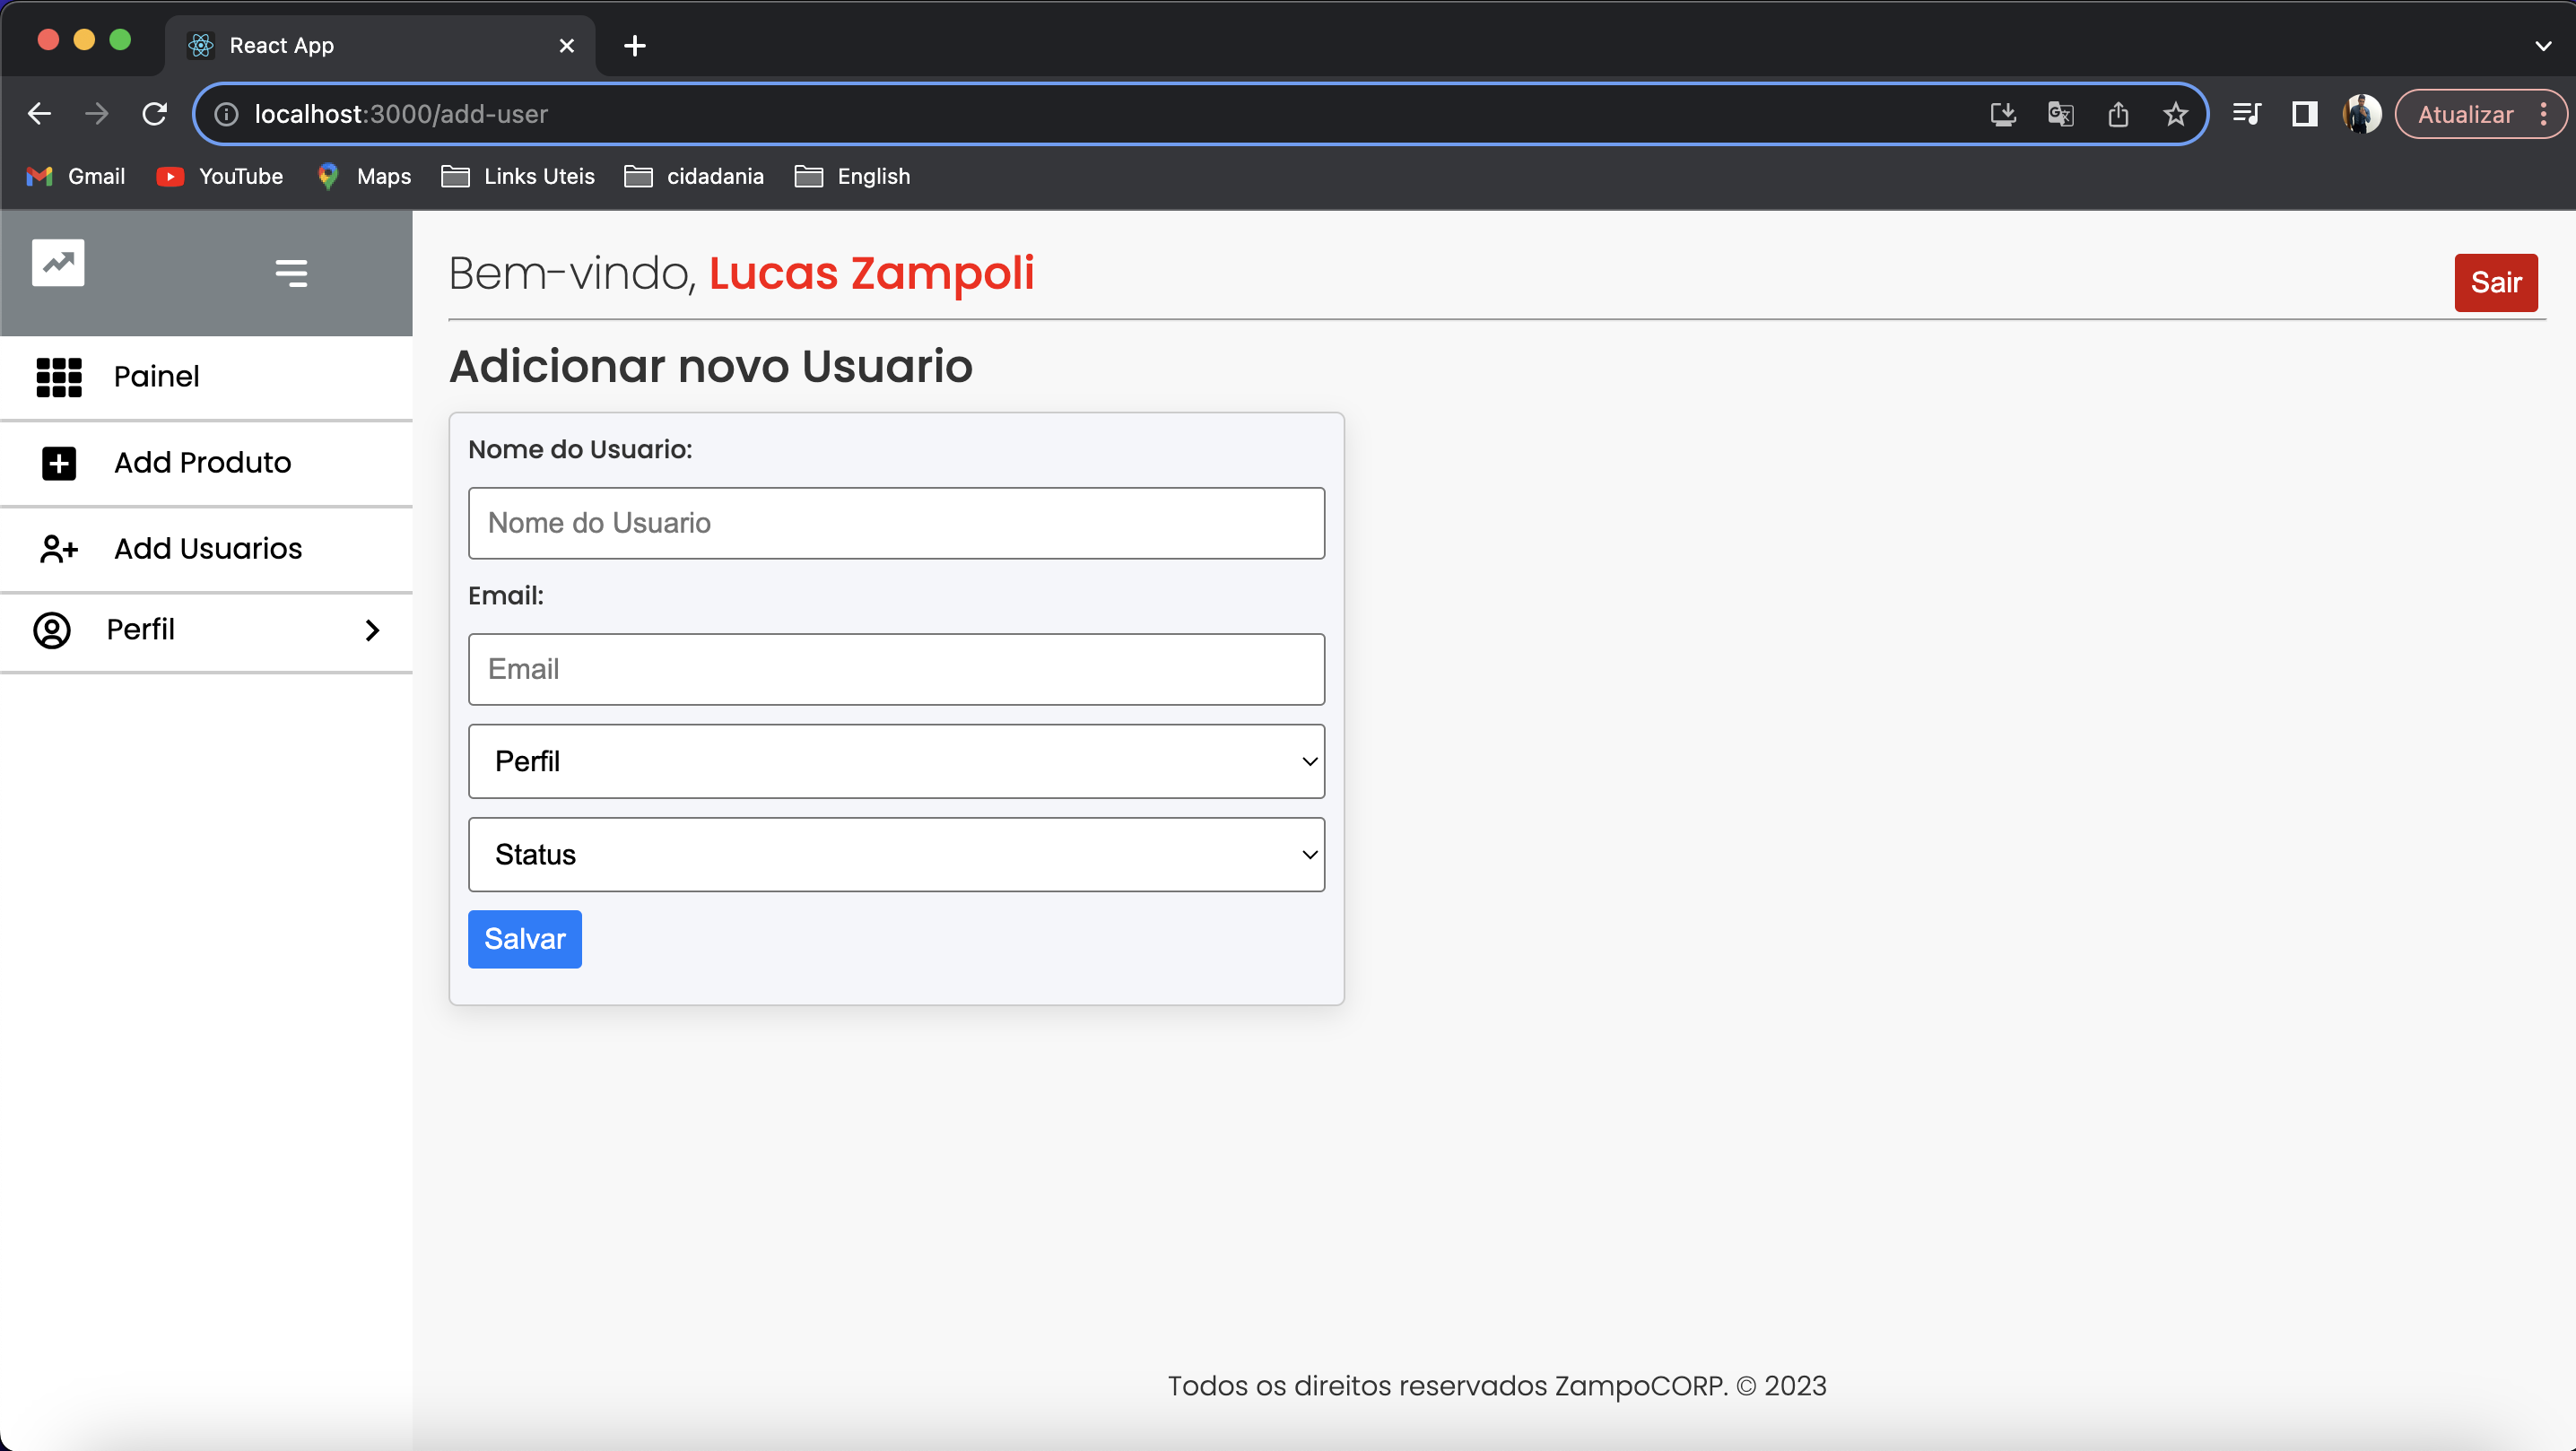 React App
localhost:3000/add-user
Atualizar
Gmail YouTube Maps Links Uteis cidadania English
Bem-vindo, Lucas Zampoli
Sair
Painel
Add Produto
Add Usuarios
Perfil
Adicionar novo Usuario
Nome do Usuario:
Nome do Usuario
Email:
Email
Perfil
Status
Salvar
Todos os direitos reservados ZampoCORP. © 2023